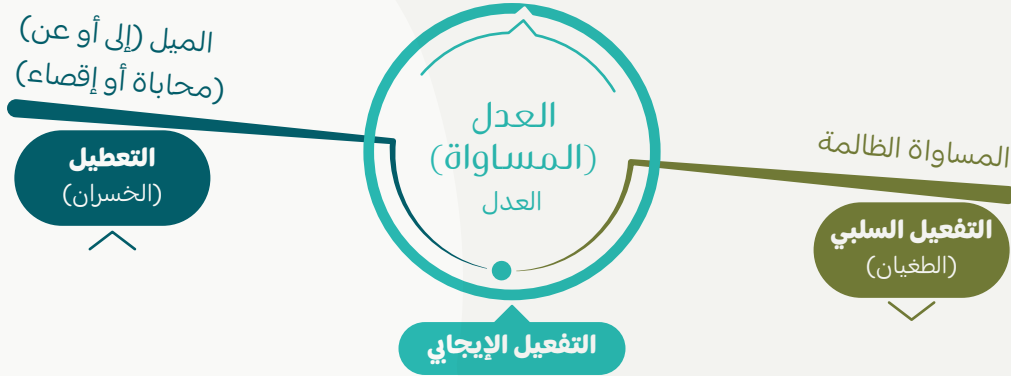 المساواة الظالمة
التفعيل السلبي
(الطغيان)
العدل
(المساواة)
العدل
التفعيل الإيجابي
الميل (إلى أو عن)
(محاباة أو إقصاء)
التعطيل
(الخسران)